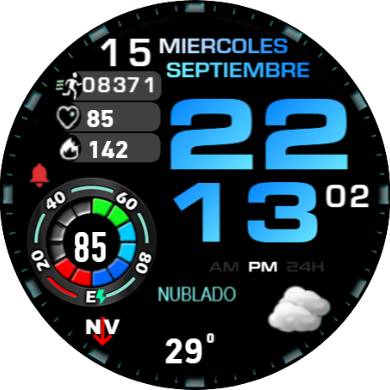 15 MIERCOLES
SEPTIEMBRE
08371
85
142
22
13 02
AM PM 24H
20 40 60 80
85
E
NUBLADO
NV
29°